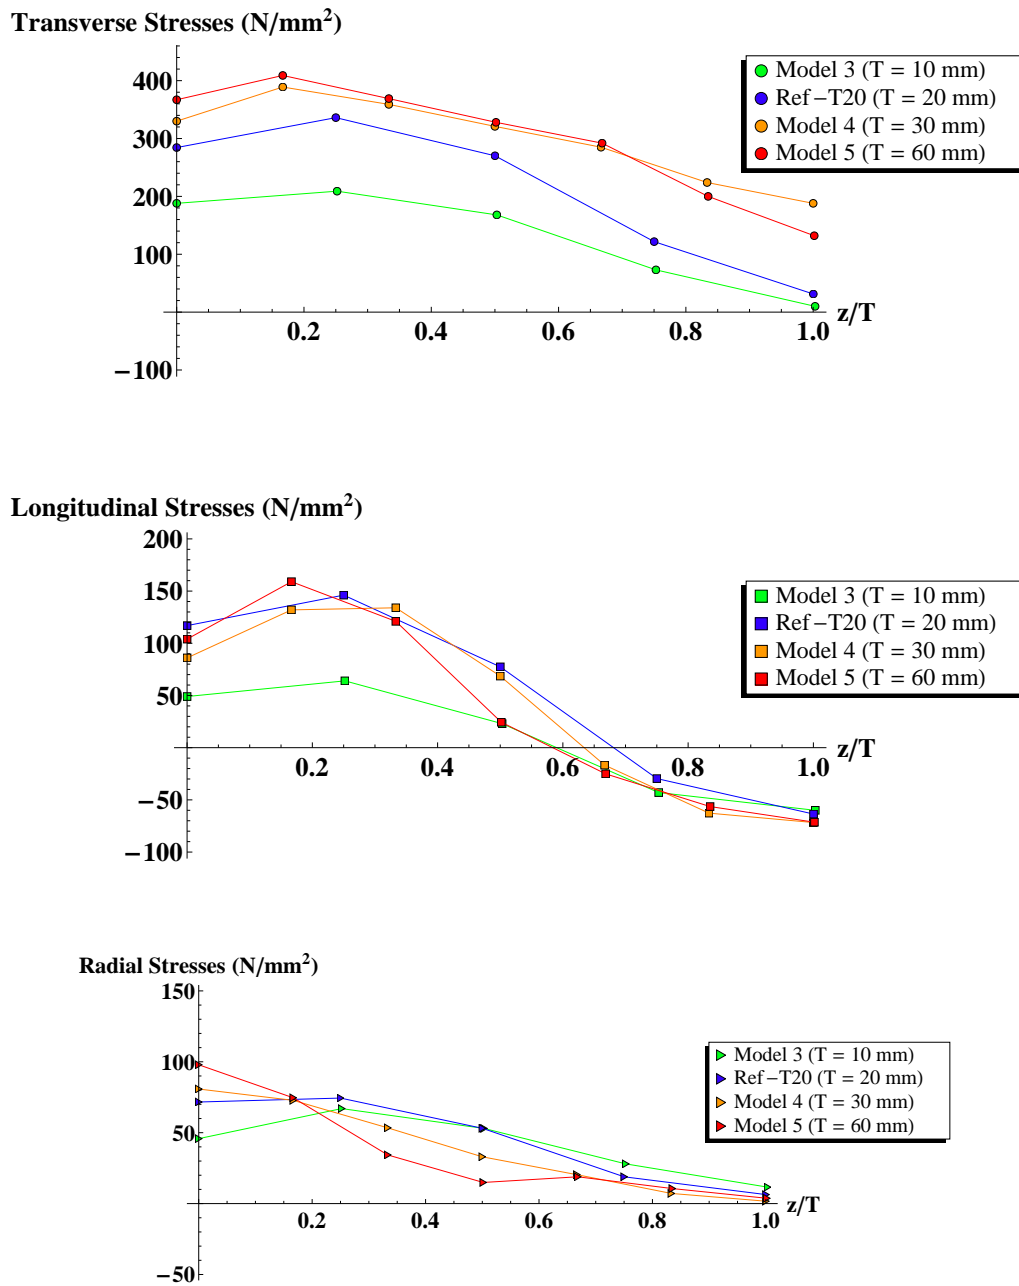 Transverse Stresses (N/mm²)
400
300
200
100
−100
0.2 0.4 0.6 0.8 1.0
z/T
Model 3 (T = 10 mm)
Ref−T20 (T = 20 mm)
Model 4 (T = 30 mm)
Model 5 (T = 60 mm)
Longitudinal Stresses (N/mm²)
200
150
100
50
−50
−100
0.2 0.4 0.6 0.8 1.0
z/T
Model 3 (T = 10 mm)
Ref−T20 (T = 20 mm)
Model 4 (T = 30 mm)
Model 5 (T = 60 mm)
Radial Stresses (N/mm²)
150
100
50
−50
0.2 0.4 0.6 0.8 1.0
z/T
Model 3 (T = 10 mm)
Ref−T20 (T = 20 mm)
Model 4 (T = 30 mm)
Model 5 (T = 60 mm)